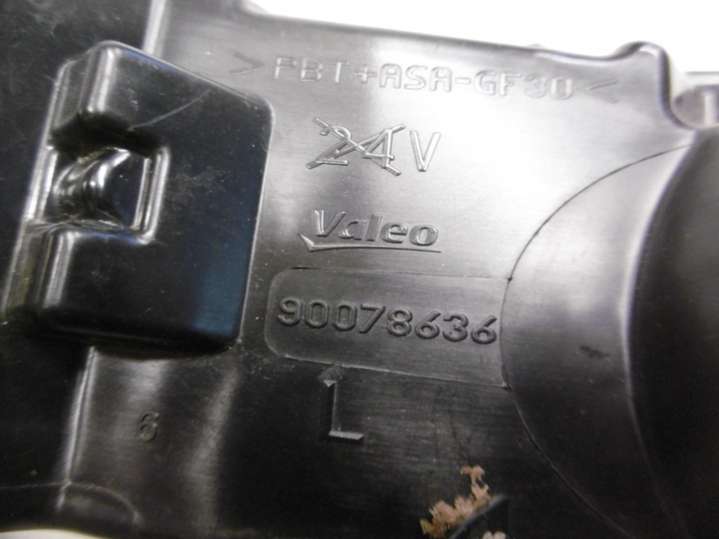 >PBT+ASA-GF30<
24V
Valeo
90078636
L
6